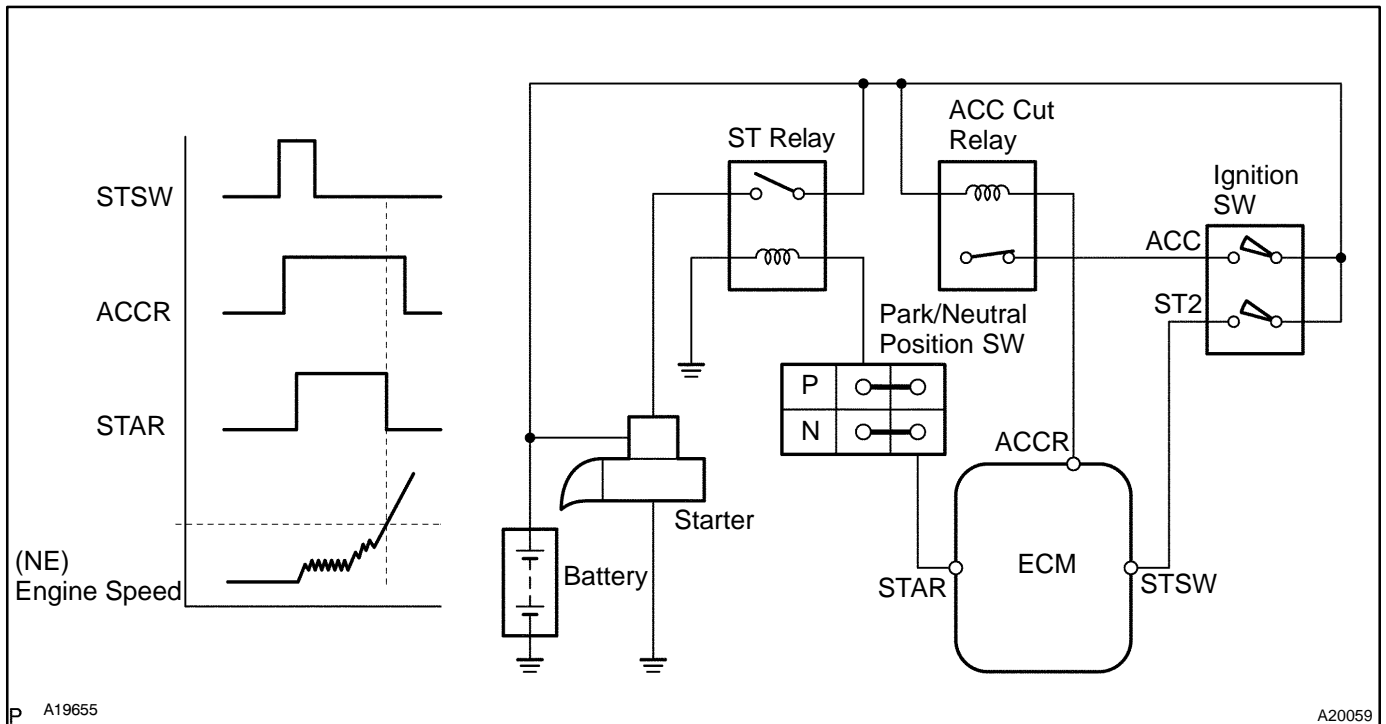 STSW
ACCR
STAR
(NE)
Engine Speed
ST Relay
ACC Cut
Relay
Ignition
SW
ACC
ST2
Park/Neutral
Position SW
P
N
ACCR
Starter
Battery
STAR
ECM
STSW
P A19655
A20059